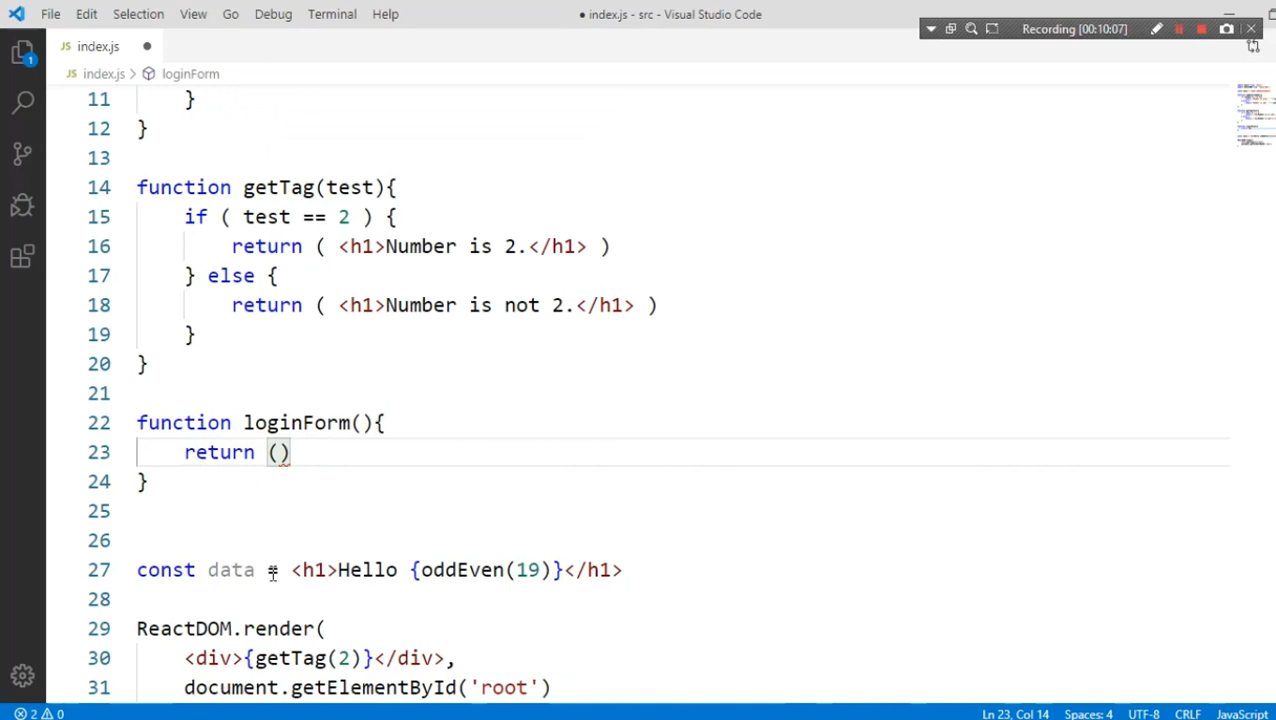 File Edit Selection View Go Debug Terminal Help
● index.js - src - Visual Studio Code
Recording [00:10:07]
JS index.js ●
JS index.js > loginForm
1
11 }
12 }
13
14 function getTag(test){
15 if ( test == 2 ) {
16 return ( <h1>Number is 2.</h1> )
17 } else {
18 return ( <h1>Number is not 2.</h1> )
19 }
20 }
21
22 function loginForm(){
23 return ()
24 }
25
26
27 const data = <h1>Hello {oddEven(19)}</h1>
28
29 ReactDOM.render(
30 <div>{getTag(2)}</div>,
31 document.getElementById('root')
2 0 Ln 23, Col 14 Spaces: 4 UTF-8 CRLF JavaScript